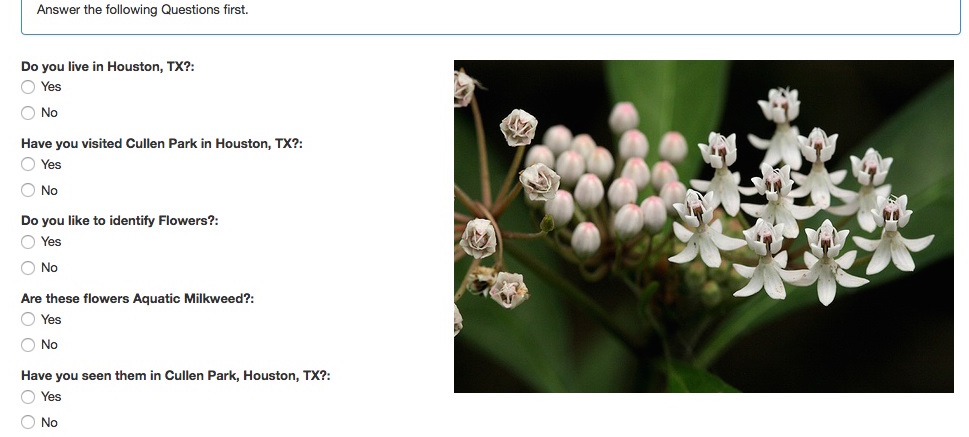 Answer the following Questions first.
Do you live in Houston, TX?:
Yes
No
Have you visited Cullen Park in Houston, TX?:
Yes
No
Do you like to identify Flowers?:
Yes
No
Are these flowers Aquatic Milkweed?:
Yes
No
Have you seen them in Cullen Park, Houston, TX?:
Yes
No